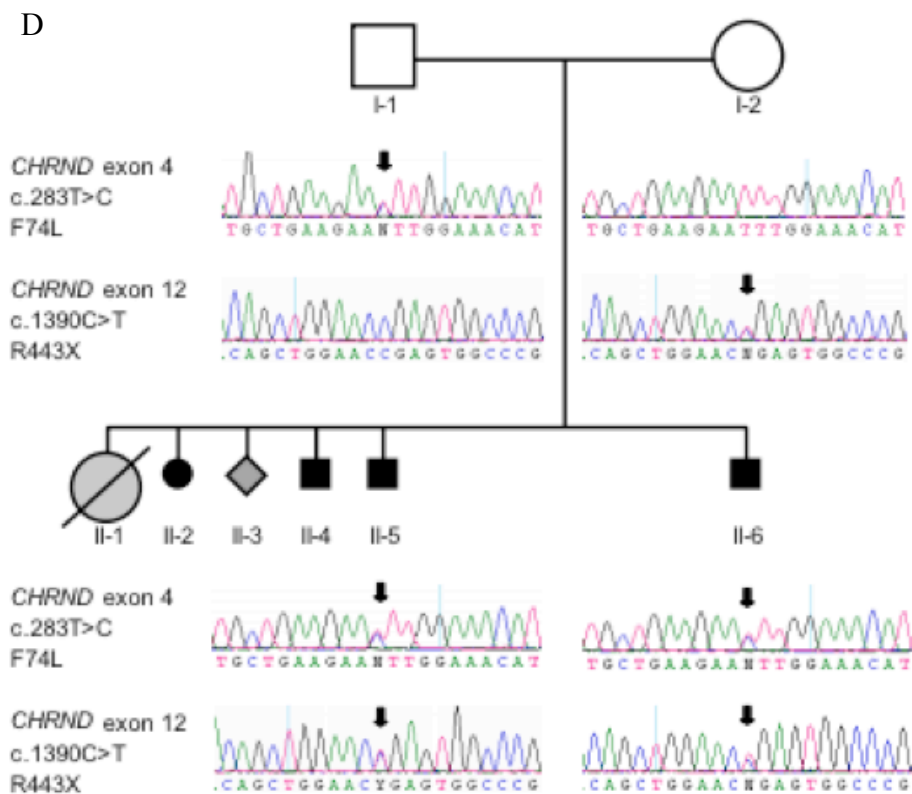 D
I-1 I-2
CHRND exon 4
c.283T>C
F74L
TGCTGAAGAANTTGGAAACAT TGCTGAAGAATTTGGAAACAT
CHRND exon 12
c.1390C>T
R443X
.CAGCTGGAACCGAGTGGCCCG .CAGCTGGAACNGAGTGGCCCG
II-1 II-2 II-3 II-4 II-5 II-6
CHRND exon 4
c.283T>C
F74L
TGCTGAAGAANTTGGAAACAT TGCTGAAGAANTTGGAAACAT
CHRND exon 12
c.1390C>T
R443X
.CAGCTGGAACYGAGTGGCCCG .CAGCTGGAACNGAGTGGCCCG